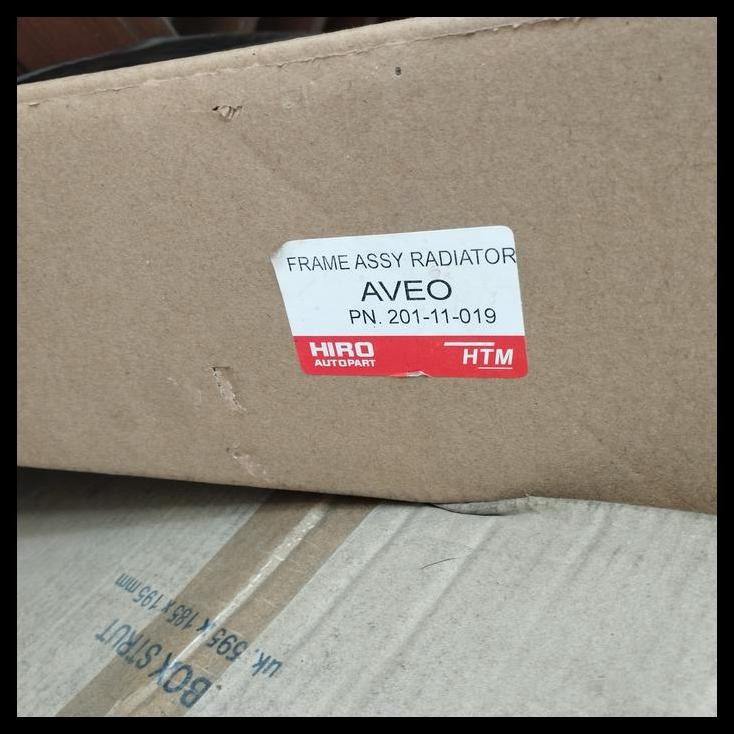 FRAME ASSY RADIATOR
AVEO
PN. 201-11-019
HIRO
AUTOPART
HTM
BOX STRUT
uk. 595 x 185 x 195 mm